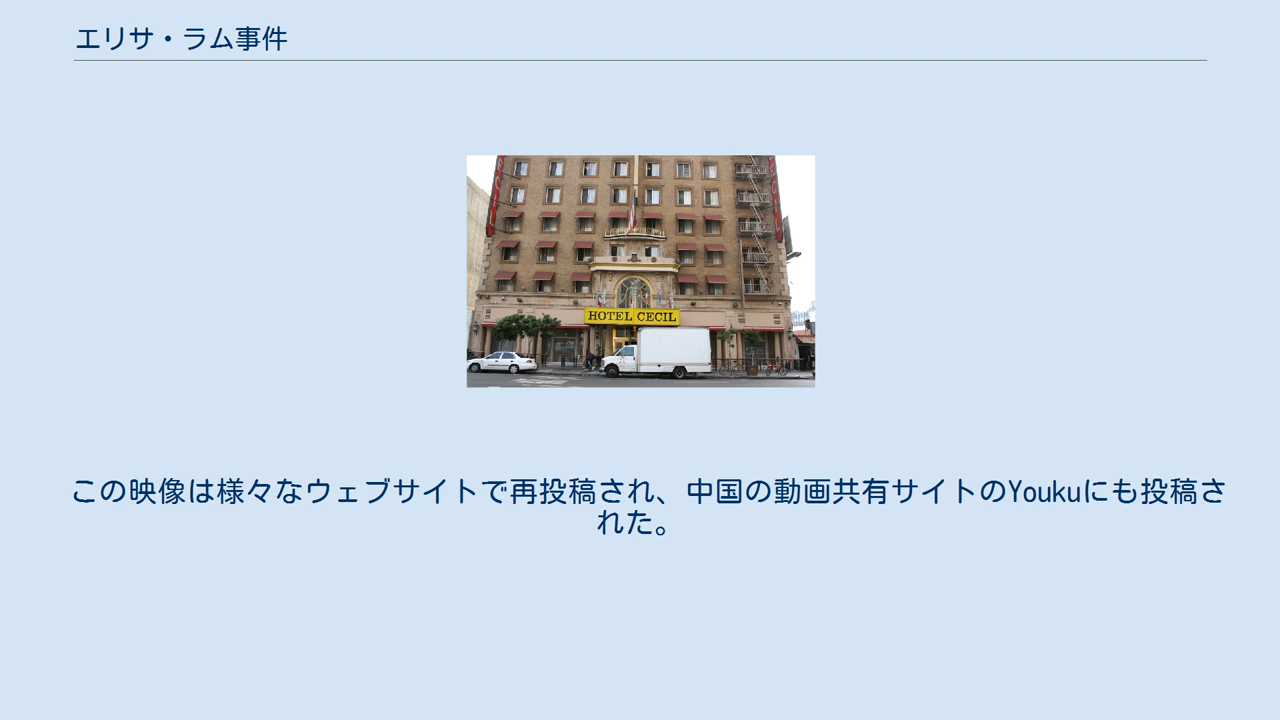 エリサ・ラム事件
HOTEL CECIL
この映像は様々なウェブサイトで再投稿され、中国の動画共有サイトのYoukuにも投稿さ
れた。